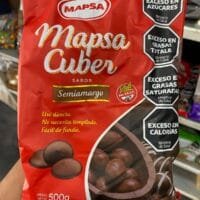 MAPSA
Mapsa
Cuber
SABOR
Semiamargo
Uso directo.
No necesita templado.
Fácil de fundir.
500g
EXCESO EN
AZÚCARES
EXCESO EN
GRASAS
TOTALES
EXCESO EN
GRASAS
SATURADAS
EXCESO EN
CALORÍAS